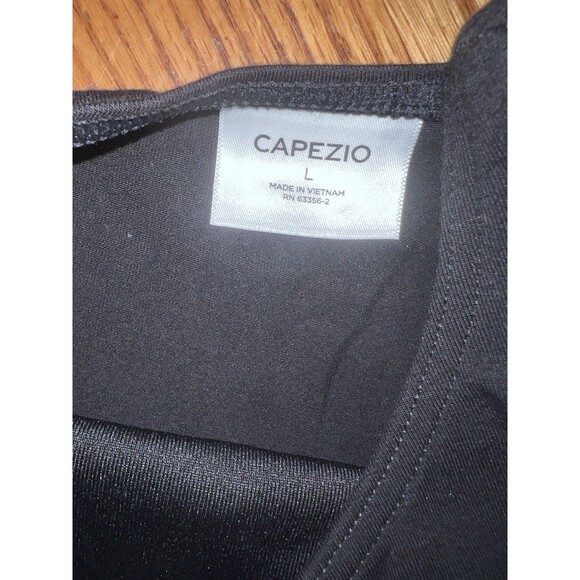 CAPEZIO
L
MADE IN VIETNAM
RN 63356-2